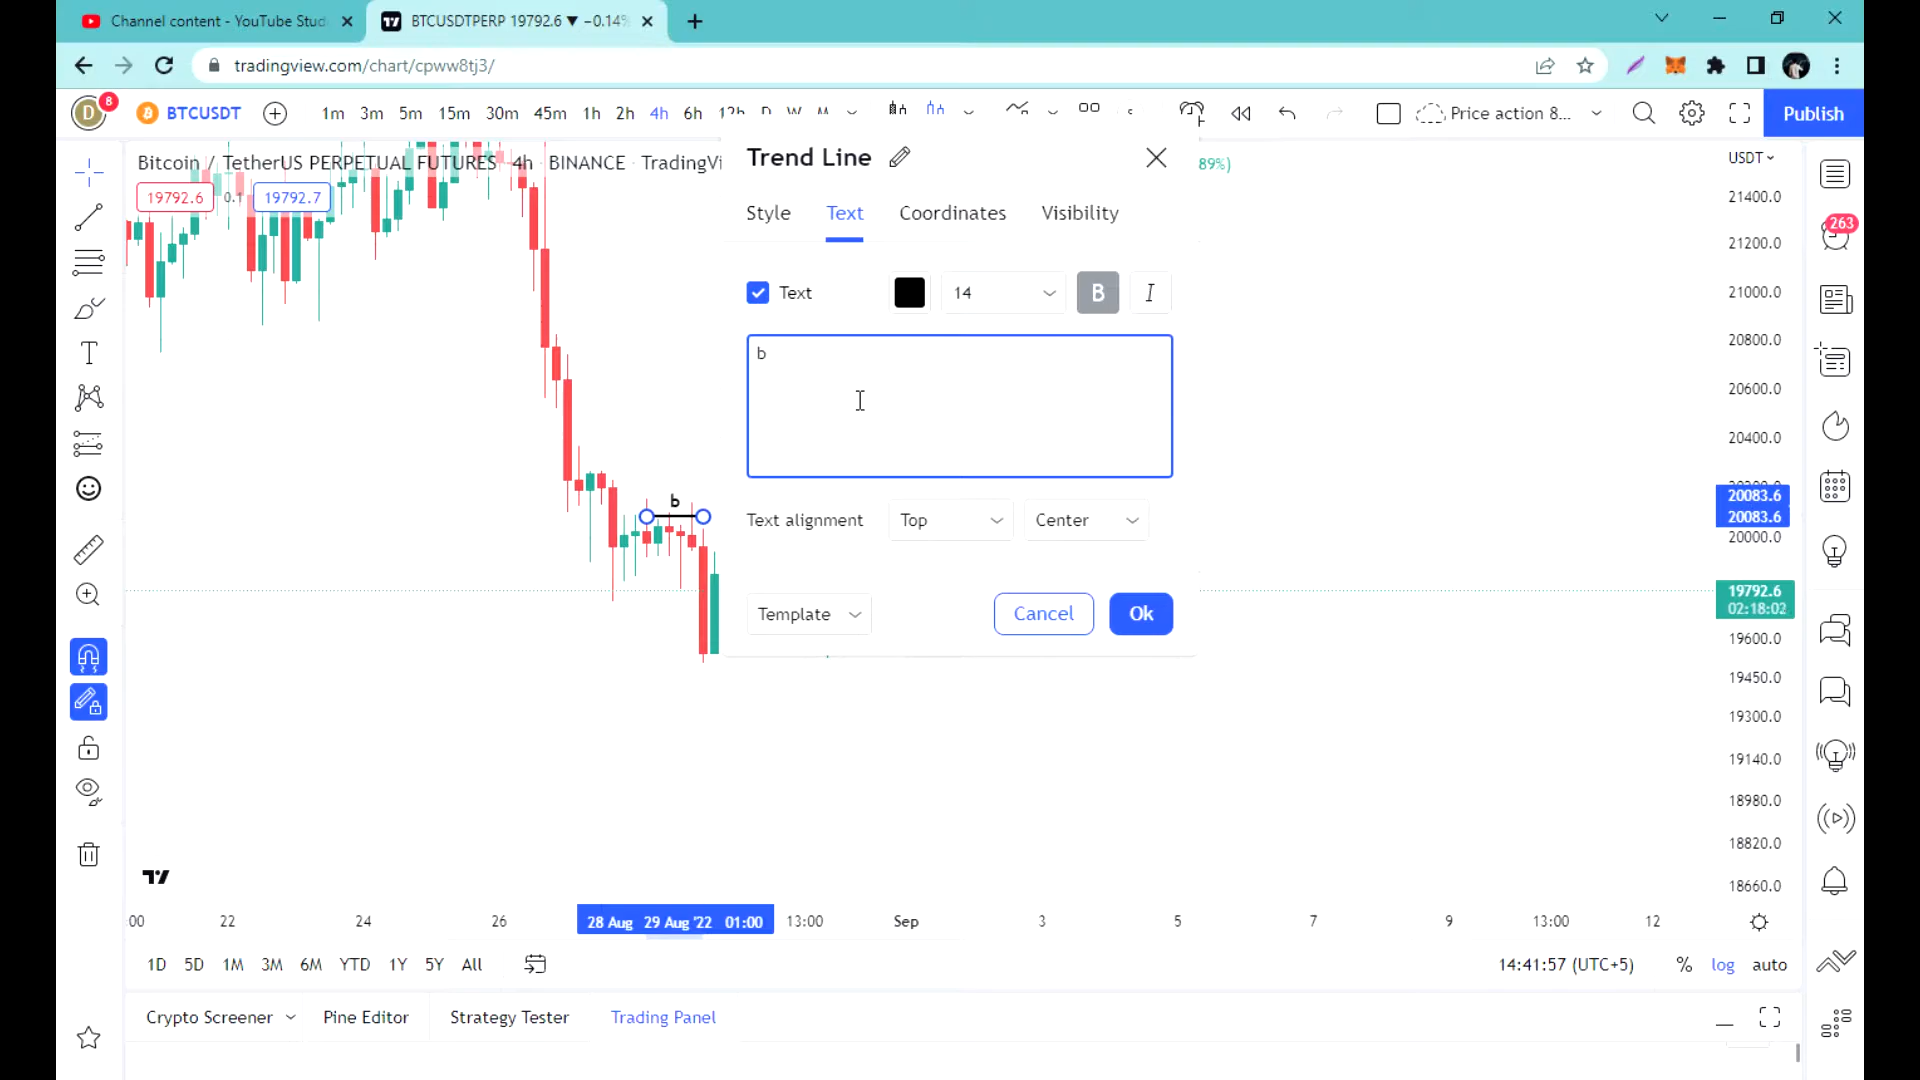 Channel content - YouTube Stud
BTCUSDTPERP 19792.6 ▼ −0.14%
tradingview.com/chart/cpww8tj3/
D
8
BTCUSDT
1m 3m 5m 15m 30m 45m 1h 2h 4h 6h 12h D W M
Price action 8...
Publish
Bitcoin / TetherUS PERPETUAL FUTURES · 4h · BINANCE · TradingVi
89%)
19792.6
0.1
19792.7
Trend Line
Style Text Coordinates Visibility
Text
14
B
I
b
Text alignment
Top
Center
Template
Cancel
Ok
b
USDT
21400.0
21200.0
21000.0
20800.0
20600.0
20400.0
20083.6
20083.6
20000.0
19792.6
02:18:02
19600.0
19450.0
19300.0
19140.0
18980.0
18820.0
18660.0
263
:00 22 24 26 28 Aug 29 Aug '22 01:00 13:00 Sep 3 5 7 9 13:00 12
1D 5D 1M 3M 6M YTD 1Y 5Y All
14:41:57 (UTC+5)
% log auto
Crypto Screener Pine Editor Strategy Tester Trading Panel